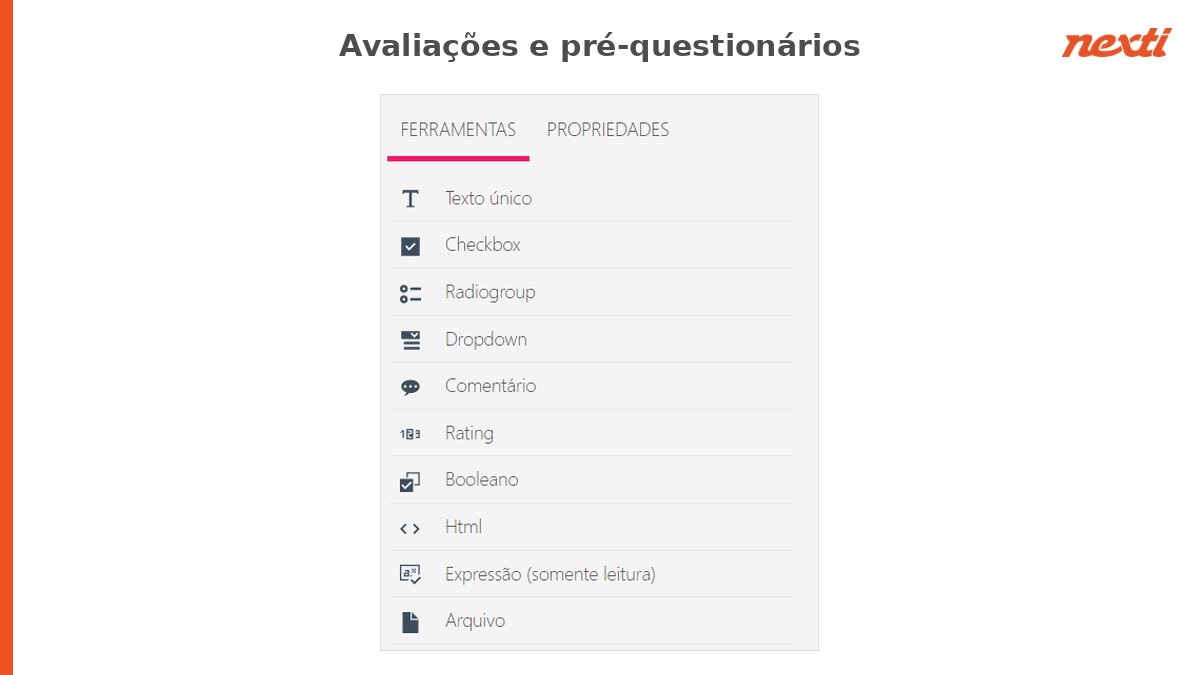 Avaliações e pré-questionários
nexti
FERRAMENTAS PROPRIEDADES
Texto único
Checkbox
Radiogroup
Dropdown
Comentário
123 Rating
Booleano
Html
Expressão (somente leitura)
Arquivo